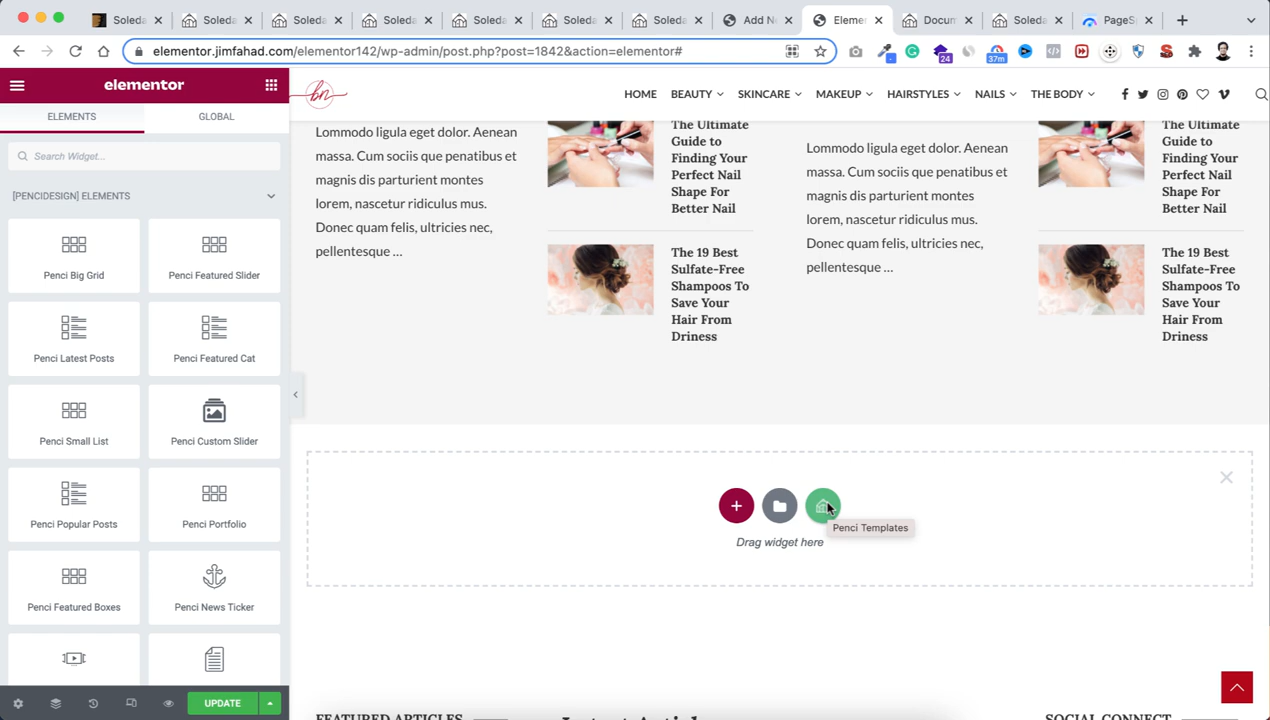 Soleda
Soleda
Soleda
Soleda
Soleda
Soleda
Soleda
Add Ne
Eleme
Docum
Soleda
PageS
elementor.jimfahad.com/elementor142/wp-admin/post.php?post=1842&action=elementor#
24
37m
elementor
ELEMENTS
GLOBAL
Search Widget...
[PENCIDESIGN] ELEMENTS
Penci Big Grid
Penci Featured Slider
Penci Latest Posts
Penci Featured Cat
Penci Small List
Penci Custom Slider
Penci Popular Posts
Penci Portfolio
Penci Featured Boxes
Penci News Ticker
UPDATE
bn
HOME
BEAUTY
SKINCARE
MAKEUP
HAIRSTYLES
NAILS
THE BODY
Lommodo ligula eget dolor. Aenean
massa. Cum sociis que penatibus et
magnis dis parturient montes
lorem, nascetur ridiculus mus.
Donec quam felis, ultricies nec,
pellentesque ...
The Ultimate
Guide to
Finding Your
Perfect Nail
Shape For
Better Nail
The 19 Best
Sulfate-Free
Shampoos To
Save Your
Hair From
Driness
Lommodo ligula eget dolor. Aenean
massa. Cum sociis que penatibus et
magnis dis parturient montes
lorem, nascetur ridiculus mus.
Donec quam felis, ultricies nec,
pellentesque ...
The Ultimate
Guide to
Finding Your
Perfect Nail
Shape For
Better Nail
The 19 Best
Sulfate-Free
Shampoos To
Save Your
Hair From
Driness
Penci Templates
Drag widget here
FEATURED ARTICLES
SOCIAL CONNECT